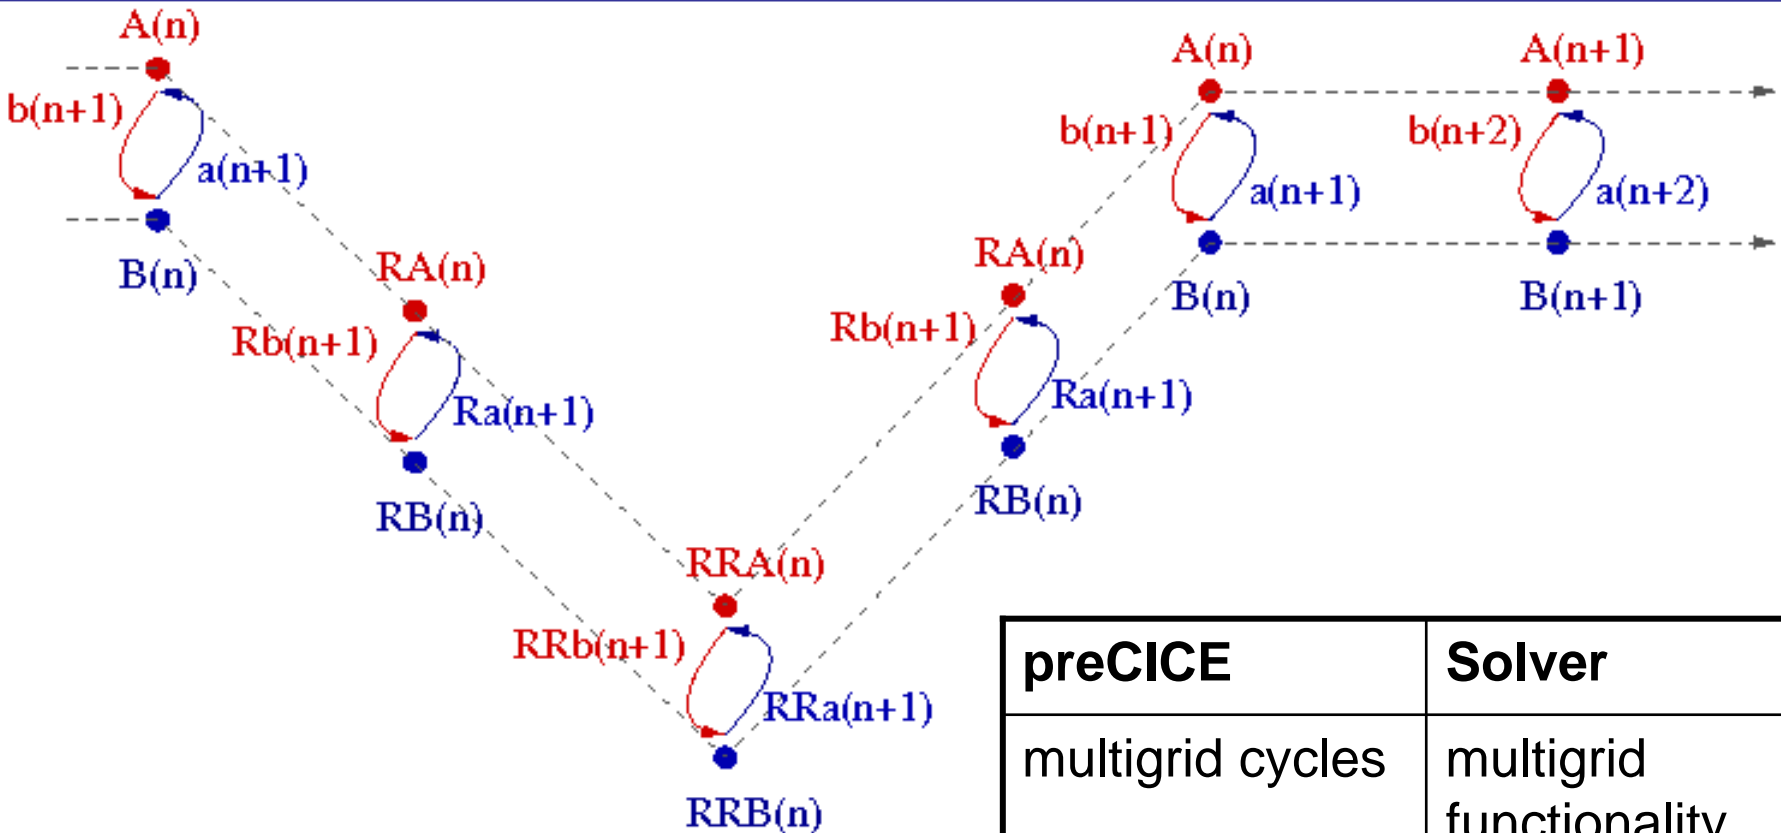 A(n)
A(n)
A(n+1)
b(n+1)
a(n+1)
b(n+1)
a(n+1)
b(n+2)
a(n+2)
B(n)
RA(n)
RA(n)
B(n)
B(n+1)
Rb(n+1)
Ra(n+1)
Rb(n+1)
Ra(n+1)
RB(n)
RB(n)
RRA(n)
RRb(n+1)
RRa(n+1)
RRB(n)
preCICE Solver
multigrid cycles multigrid
functionality